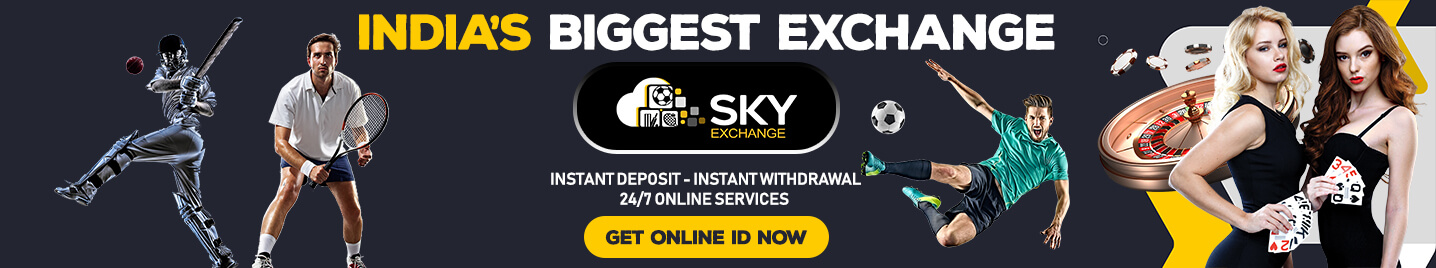 INDIA'S BIGGEST EXCHANGE
SKY
EXCHANGE
INSTANT DEPOSIT - INSTANT WITHDRAWAL
24/7 ONLINE SERVICES
GET ONLINE ID NOW